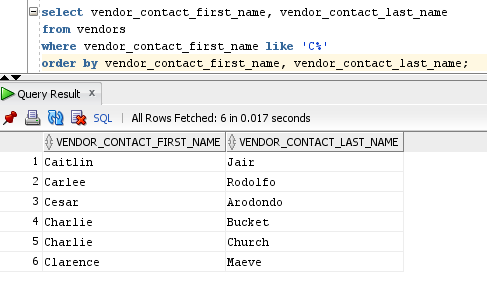 select vendor_contact_first_name, vendor_contact_last_name
from vendors
where vendor_contact_first_name like 'C%'
order by vendor_contact_first_name, vendor_contact_last_name;
Query Result x
SQL | All Rows Fetched: 6 in 0.017 seconds
VENDOR_CONTACT_FIRST_NAME VENDOR_CONTACT_LAST_NAME
1 Caitlin Jair
2 Carlee Rodolfo
3 Cesar Arodondo
4 Charlie Bucket
5 Charlie Church
6 Clarence Maeve